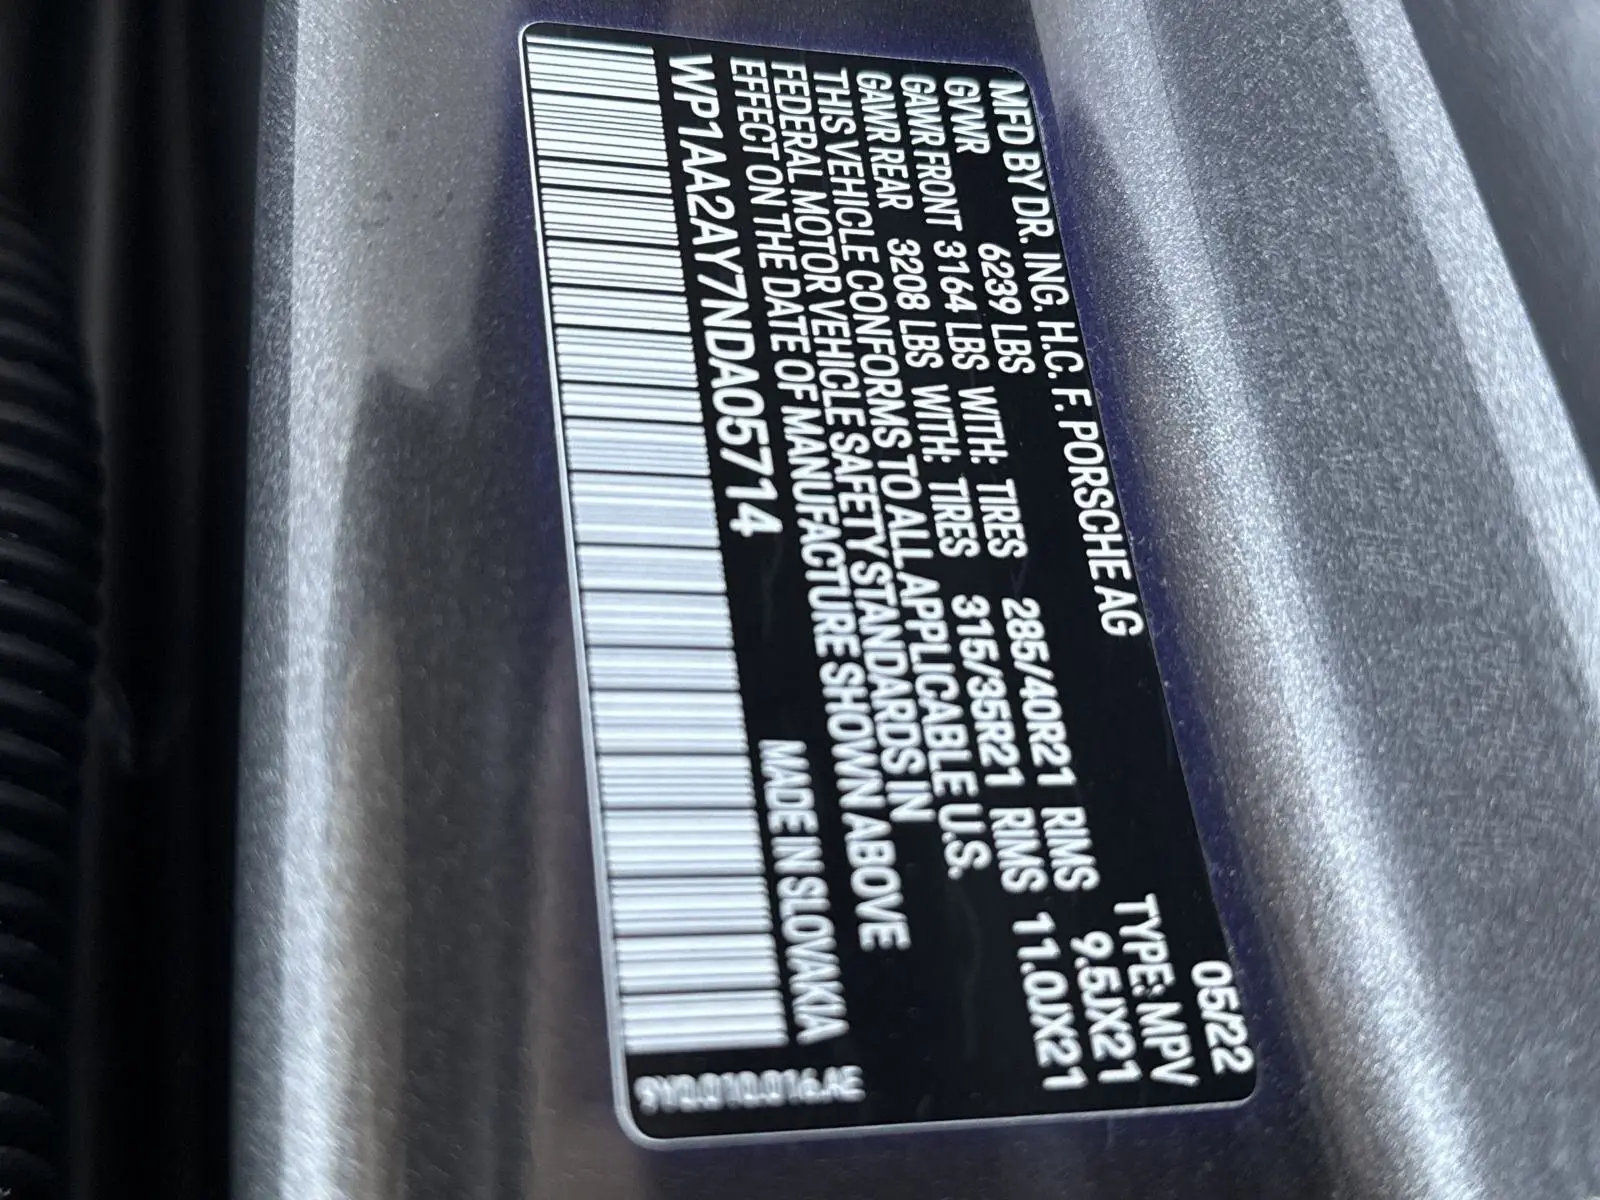 MFD BY DR. ING. H.C. F. PORSCHE AG 05/22
GVWR 6239 LBS TYPE: MPV
GAWR FRONT 3164 LBS WITH: TIRES 285/40R21 RIMS 9.5JX21
GAWR REAR 3208 LBS WITH: TIRES 315/35R21 RIMS 11.0JX21
THIS VEHICLE CONFORMS TO ALL APPLICABLE U.S.
FEDERAL MOTOR VEHICLE SAFETY STANDARDS IN
EFFECT ON THE DATE OF MANUFACTURE SHOWN ABOVE
WP1AA2AY7NDA05714 MADE IN SLOVAKIA
9Y0.010.016.AE